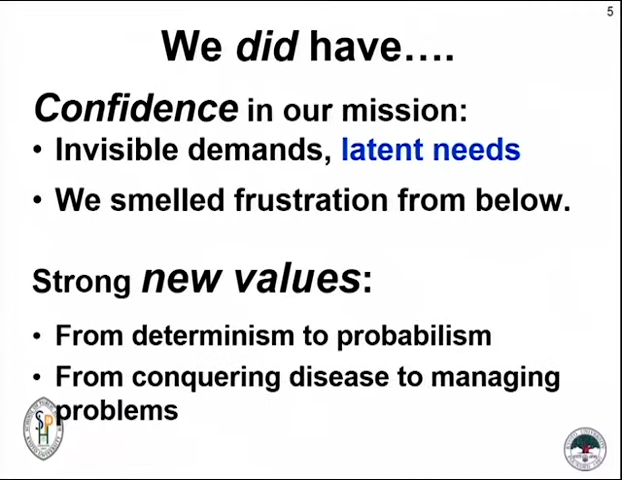 5
We did have....
Confidence in our mission:
• Invisible demands, latent needs
• We smelled frustration from below.
Strong new values:
• From determinism to probabilism
• From conquering disease to managing
problems
SPH